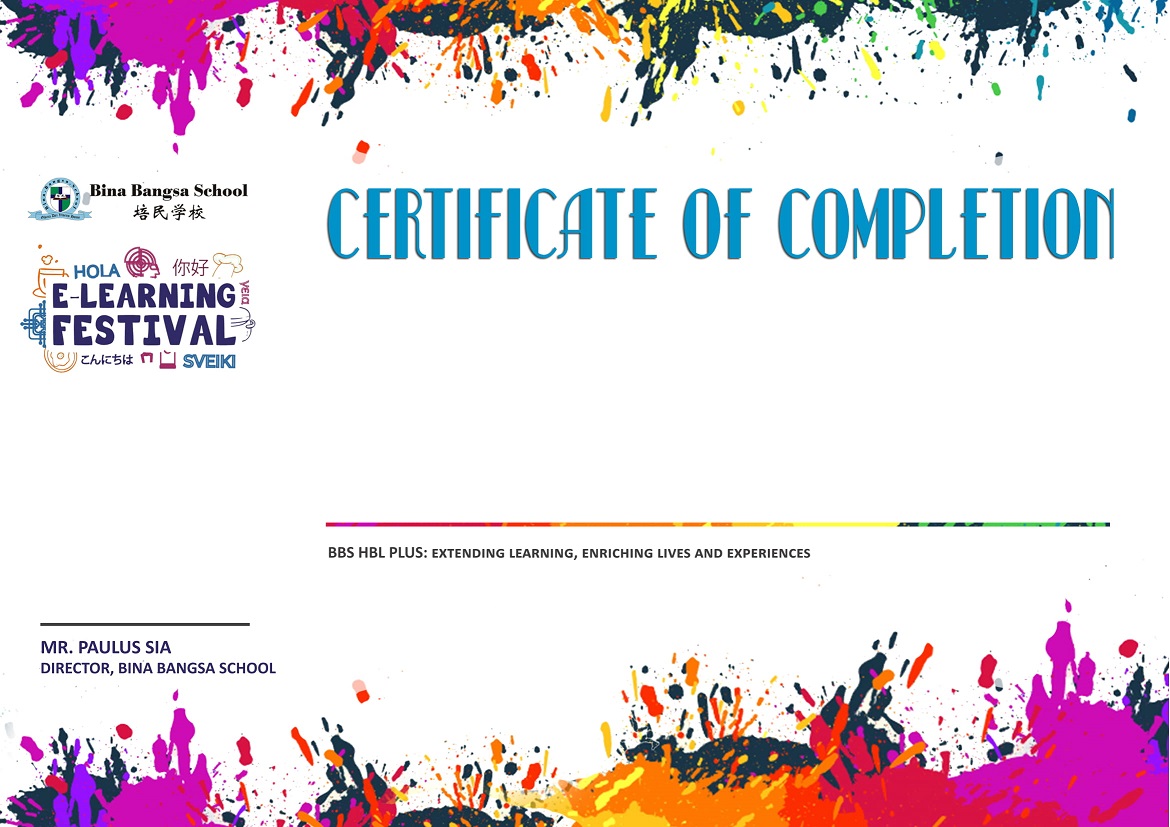 Bina Bangsa School
培民学校
CERTIFICATE OF COMPLETION
HOLA
你好
E-LEARNING
VEIƏ
FESTIVAL
こんにちは
SVEIKI
BBS HBL PLUS: EXTENDING LEARNING, ENRICHING LIVES AND EXPERIENCES
MR. PAULUS SIA
DIRECTOR, BINA BANGSA SCHOOL